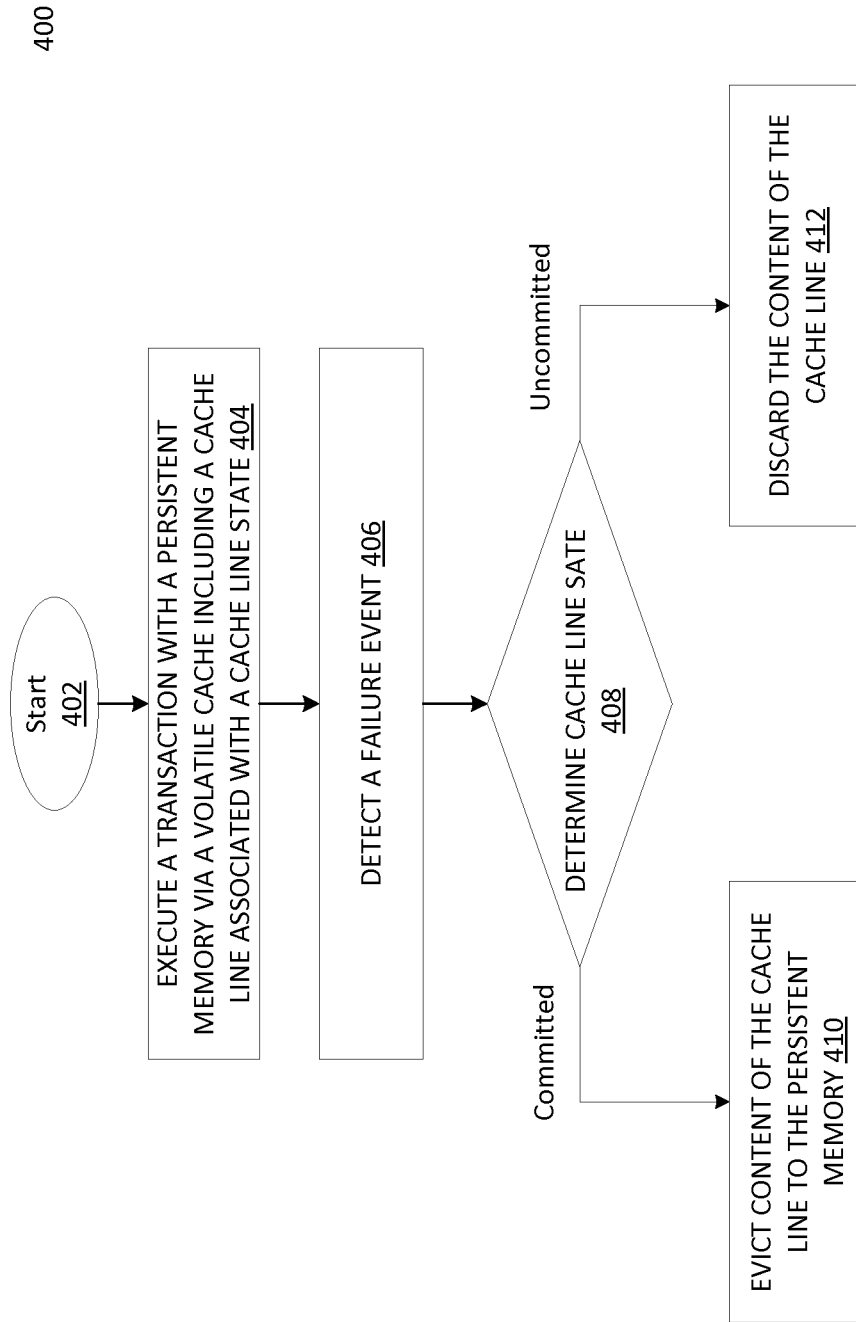 400
Start
402
EXECUTE A TRANSACTION WITH A PERSISTENT
MEMORY VIA A VOLATILE CACHE INCLUDING A CACHE
LINE ASSOCIATED WITH A CACHE LINE STATE 404
DETECT A FAILURE EVENT 406
DETERMINE CACHE LINE SATE
408
Committed
Uncommitted
EVICT CONTENT OF THE CACHE
LINE TO THE PERSISTENT
MEMORY 410
DISCARD THE CONTENT OF THE
CACHE LINE 412